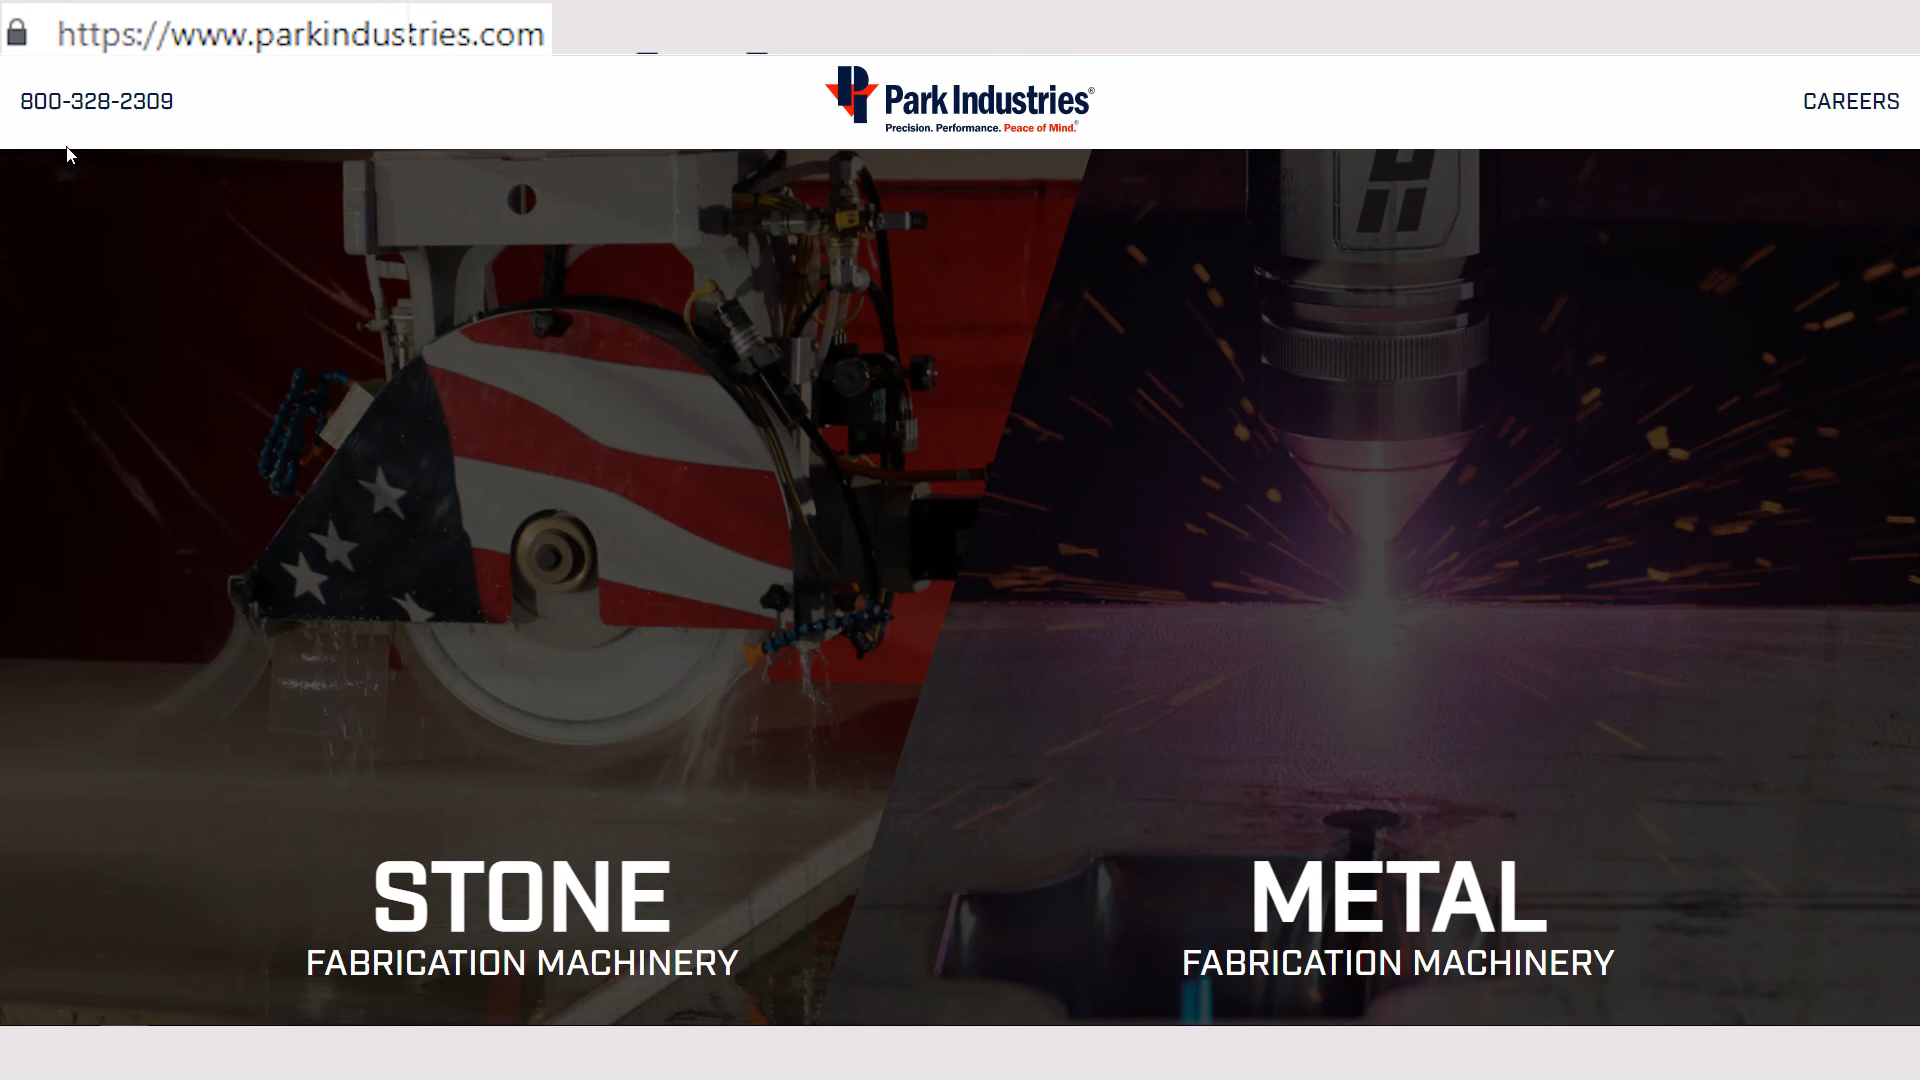 https://www.parkindustries.com
800-328-2309
Park Industries®
Precision. Performance. Peace of Mind.®
CAREERS
STONE
FABRICATION MACHINERY
METAL
FABRICATION MACHINERY